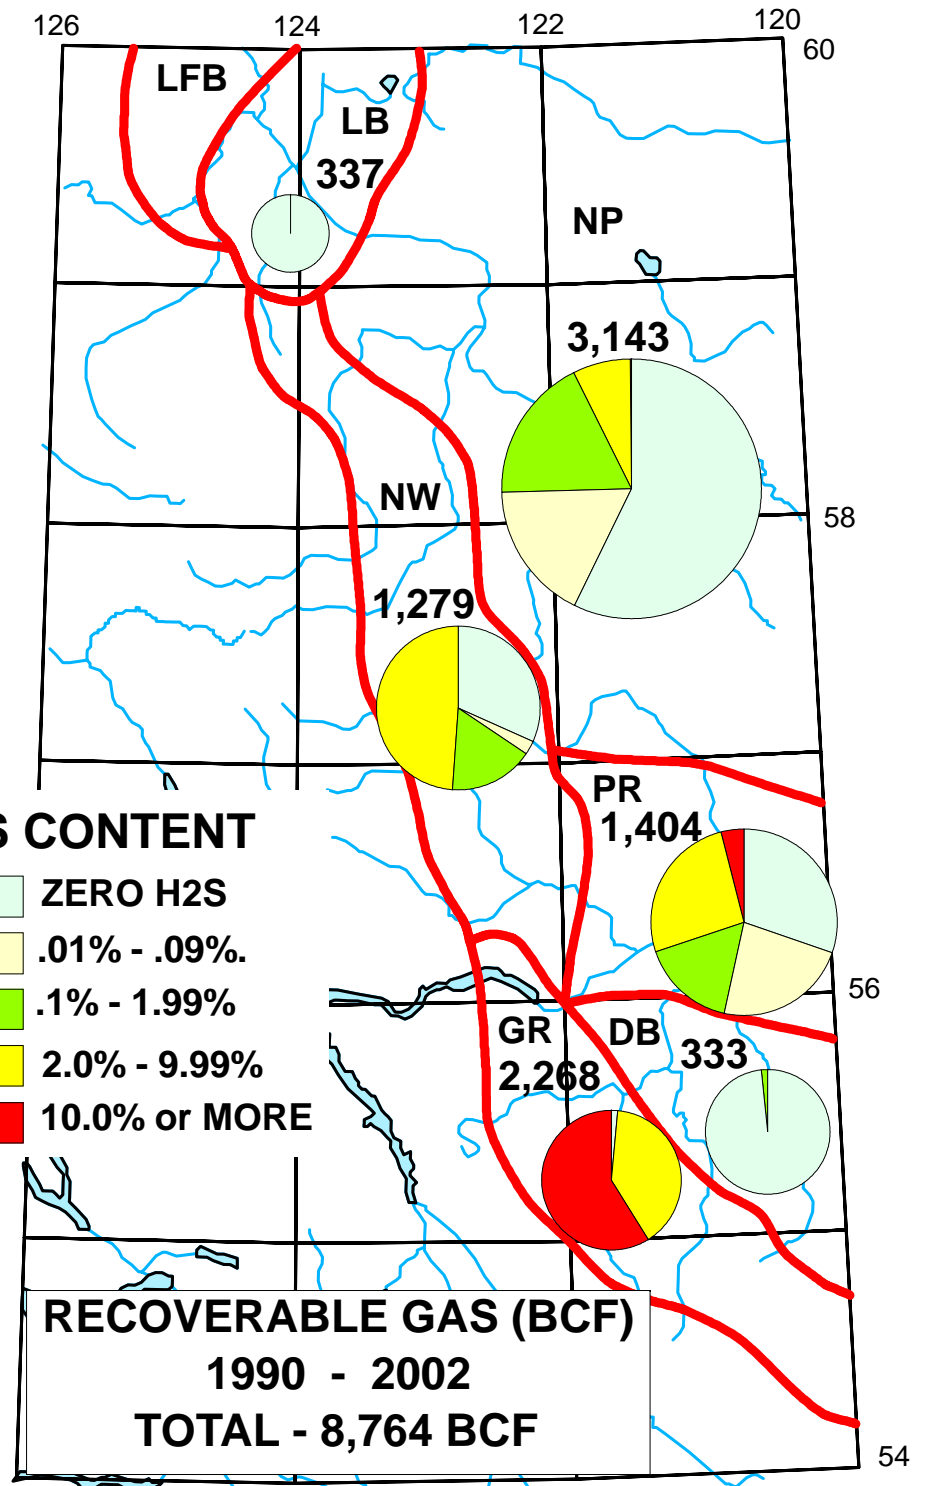 126 124 122 120
60
LFB
LB
337
NP
3,143
NW
58
1,279
PR
1,404
S CONTENT
ZERO H2S
.01% - .09%.
.1% - 1.99%
2.0% - 9.99%
10.0% or MORE
56
GR
2,268
DB
333
RECOVERABLE GAS (BCF)
1990 - 2002
TOTAL - 8,764 BCF
54